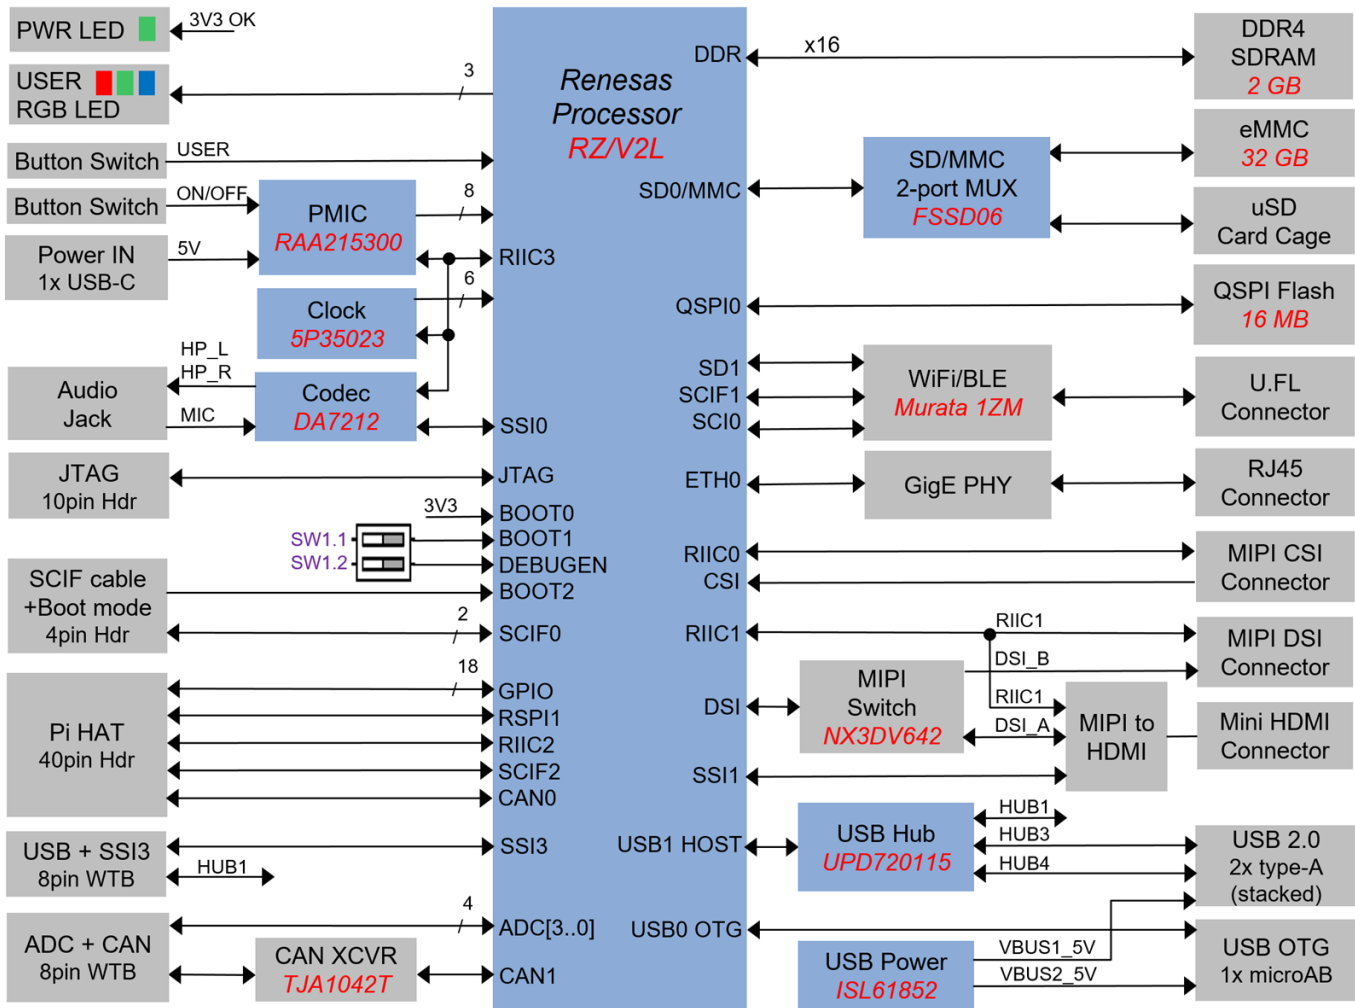 PWR LED
3V3 OK
USER
RGB LED
3
Button Switch
USER
Button Switch
ON/OFF
Power IN
1x USB-C
5V
PMIC
RAA215300
8
Clock
5P35023
6
HP_L
HP_R
MIC
Audio
Jack
Codec
DA7212
JTAG
10pin Hdr
3V3
SW1.1
SW1.2
SCIF cable
+Boot mode
4pin Hdr
2
18
Pi HAT
40pin Hdr
USB + SSI3
8pin WTB
HUB1
4
ADC + CAN
8pin WTB
CAN XCVR
TJA1042T
Renesas
Processor
RZ/V2L
RIIC3
SSI0
JTAG
BOOT0
BOOT1
DEBUGEN
BOOT2
SCIF0
GPIO
RSPI1
RIIC2
SCIF2
CAN0
SSI3
ADC[3..0]
CAN1
DDR
SD0/MMC
QSPI0
SD1
SCIF1
SCI0
ETH0
RIIC0
CSI
RIIC1
DSI
SSI1
USB1 HOST
USB0 OTG
x16
DDR4
SDRAM
2 GB
SD/MMC
2-port MUX
FSSD06
eMMC
32 GB
uSD
Card Cage
QSPI Flash
16 MB
WiFi/BLE
Murata 1ZM
U.FL
Connector
GigE PHY
RJ45
Connector
MIPI CSI
Connector
RIIC1
MIPI DSI
Connector
DSI_B
MIPI
Switch
NX3DV642
RIIC1
DSI_A
MIPI to
HDMI
Mini HDMI
Connector
USB Hub
UPD720115
HUB1
HUB3
HUB4
USB 2.0
2x type-A
(stacked)
USB Power
ISL61852
VBUS1_5V
VBUS2_5V
USB OTG
1x microAB